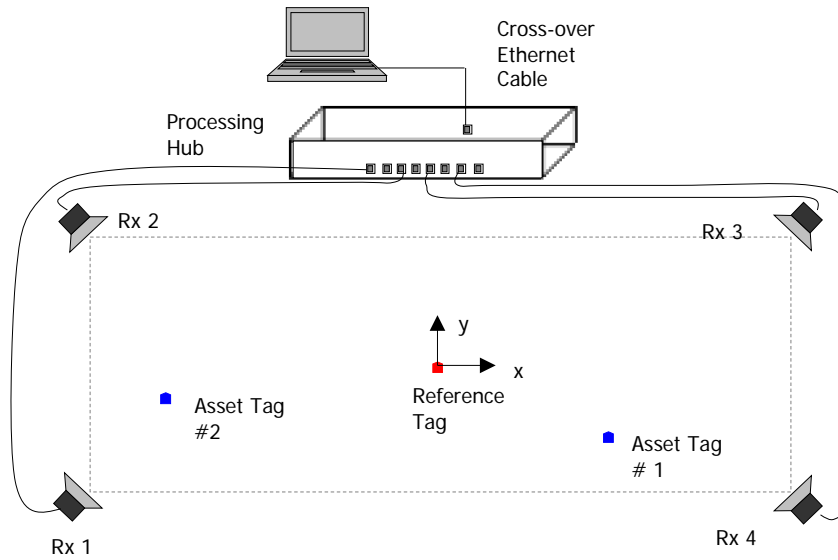 Cross-over
Ethernet
Cable
Processing
Hub
Rx 2
Rx 3
y
x
Reference
Tag
Asset Tag
#2
Asset Tag
# 1
Rx 1
Rx 4